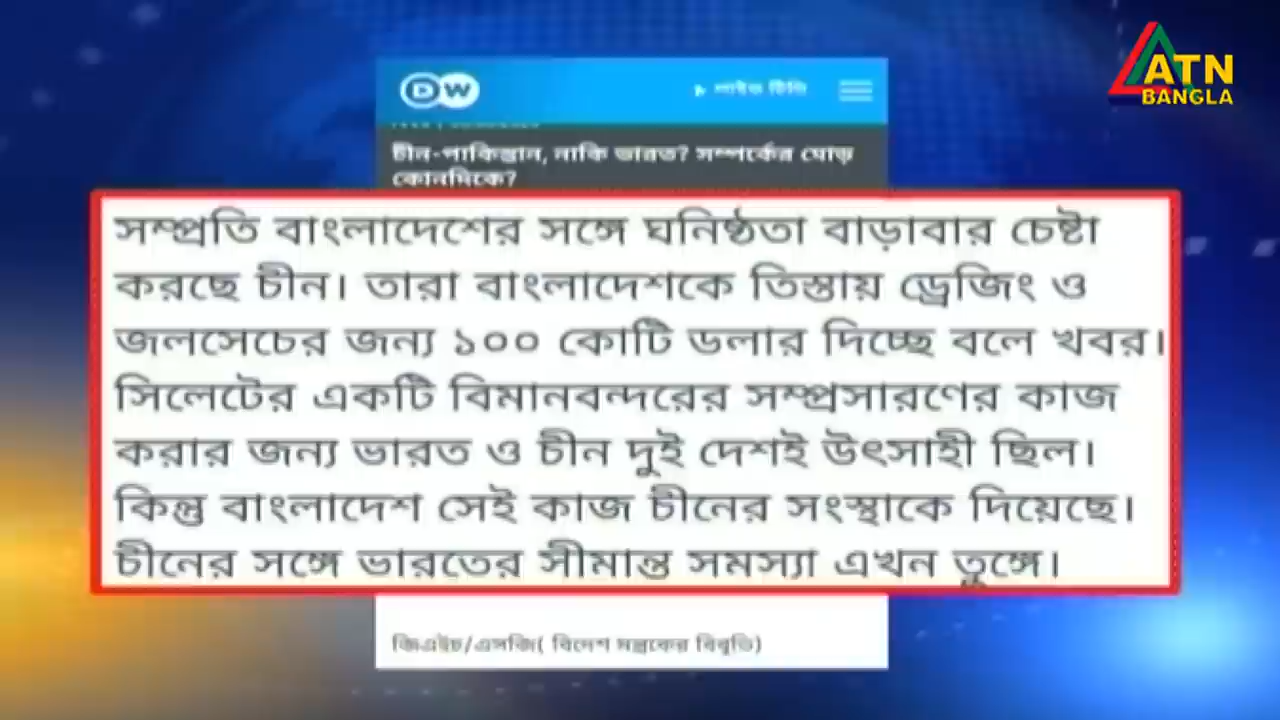 ATN
BANGLA
DW
লাইভ টিভি
চীন-পাকিস্তান, নাকি ভারত? সম্পর্কের মোড়
কোনদিকে?
সম্প্রতি বাংলাদেশের সঙ্গে ঘনিষ্ঠতা বাড়াবার চেষ্টা
করছে চীন। তারা বাংলাদেশকে তিস্তায় ড্রেজিং ও
জলসেচের জন্য ১০০ কোটি ডলার দিচ্ছে বলে খবর।
সিলেটের একটি বিমানবন্দরের সম্প্রসারণের কাজ
করার জন্য ভারত ও চীন দুই দেশই উৎসাহী ছিল।
কিন্তু বাংলাদেশ সেই কাজ চীনের সংস্থাকে দিয়েছে।
চীনের সঙ্গে ভারতের সীমান্ত সমস্যা এখন তুঙ্গে।
জিএইচ/এসজি( বিদেশ মন্ত্রকের বিবৃতি)